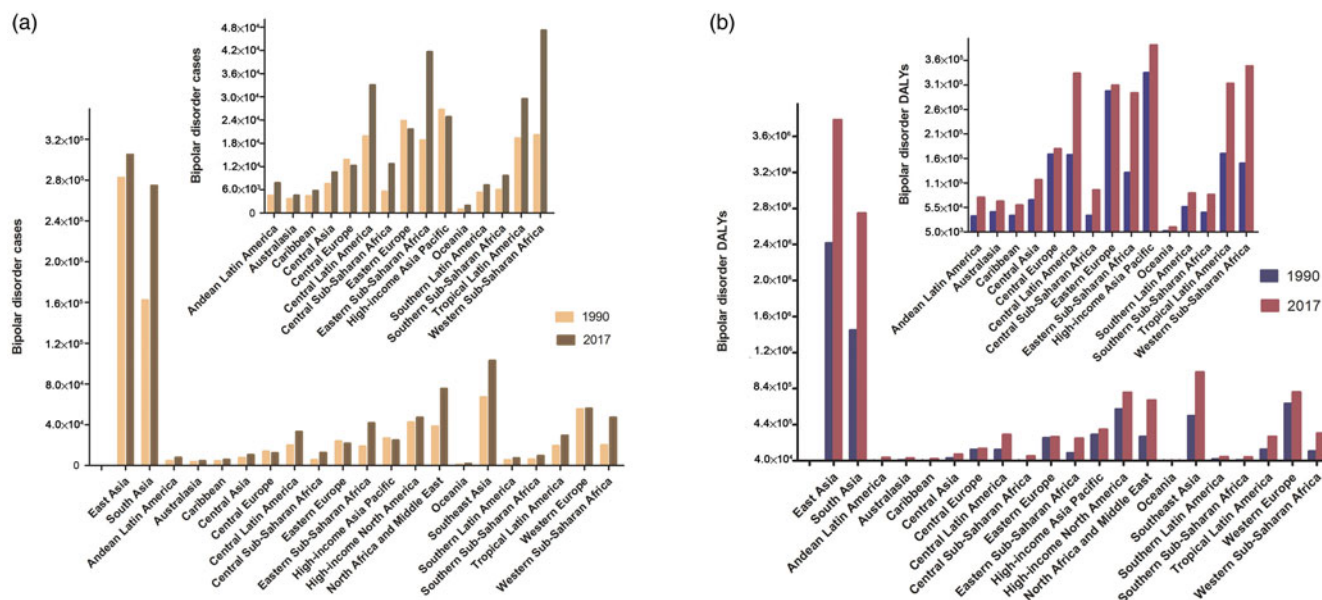 (a)
Bipolar disorder cases
3.2×10⁵
2.8×10⁵
2.4×10⁵
2.0×10⁵
8.0×10⁴
4.0×10⁴
0
East Asia
South Asia
Andean Latin America
Australasia
Caribbean
Central Asia
Central Europe
Central Latin America
Central Sub-Saharan Africa
Eastern Europe
Eastern Sub-Saharan Africa
High-income Asia Pacific
High-income North America
North Africa and Middle East
Oceania
Southeast Asia
Southern Latin America
Southern Sub-Saharan Africa
Tropical Latin America
Western Europe
Western Sub-Saharan Africa
Bipolar disorder cases
4.8×10⁴
3.6×10⁴
3.0×10⁴
2.4×10⁴
1.2×10⁴
6.0×10³
0
Andean Latin America
Australasia
Caribbean
Central Asia
Central Europe
Central Latin America
Central Sub-Saharan Africa
Eastern Europe
Eastern Sub-Saharan Africa
High-income Asia Pacific
Oceania
Southern Latin America
Southern Sub-Saharan Africa
Tropical Latin America
Western Sub-Saharan Africa
1990
2017
(b)
Bipolar disorder DALYs
3.6×10⁶
3.2×10⁶
2.8×10⁶
2.4×10⁶
2.0×10⁶
1.6×10⁶
1.2×10⁶
8.4×10⁵
4.4×10⁵
4.0×10⁴
East Asia
South Asia
Andean Latin America
Australasia
Caribbean
Central Asia
Central Europe
Central Latin America
Central Sub-Saharan Africa
Eastern Europe
Eastern Sub-Saharan Africa
High-income Asia Pacific
High-income North America
North Africa and Middle East
Oceania
Southeast Asia
Southern Latin America
Southern Sub-Saharan Africa
Tropical Latin America
Western Europe
Western Sub-Saharan Africa
Bipolar disorder DALYs
3.6×10⁵
3.1×10⁵
2.6×10⁵
2.1×10⁵
1.6×10⁵
1.1×10⁵
5.5×10⁴
5.0×10³
Andean Latin America
Australasia
Caribbean
Central Asia
Central Europe
Central Latin America
Central Sub-Saharan Africa
Eastern Europe
Eastern Sub-Saharan Africa
High-income Asia Pacific
Oceania
Southern Latin America
Southern Sub-Saharan Africa
Tropical Latin America
Western Sub-Saharan Africa
1990
2017